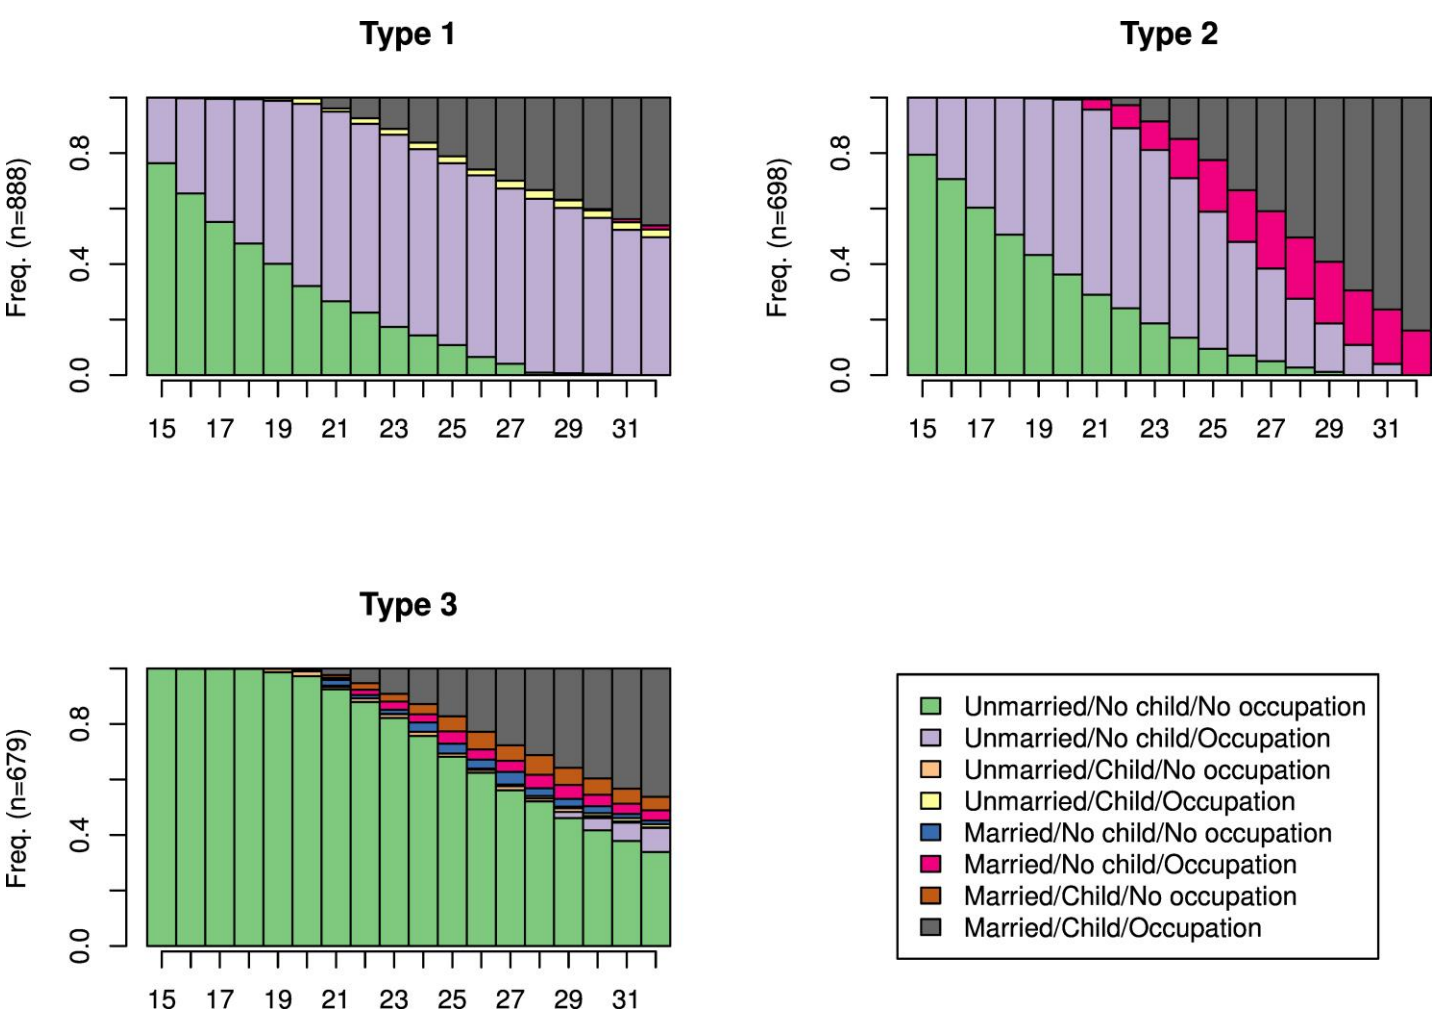 Type 1
Freq. (n=888)
0.0 0.4 0.8
15 17 19 21 23 25 27 29 31
Type 2
Freq. (n=698)
0.0 0.4 0.8
15 17 19 21 23 25 27 29 31
Type 3
Freq. (n=679)
0.0 0.4 0.8
15 17 19 21 23 25 27 29 31
Unmarried/No child/No occupation
Unmarried/No child/Occupation
Unmarried/Child/No occupation
Unmarried/Child/Occupation
Married/No child/No occupation
Married/No child/Occupation
Married/Child/No occupation
Married/Child/Occupation